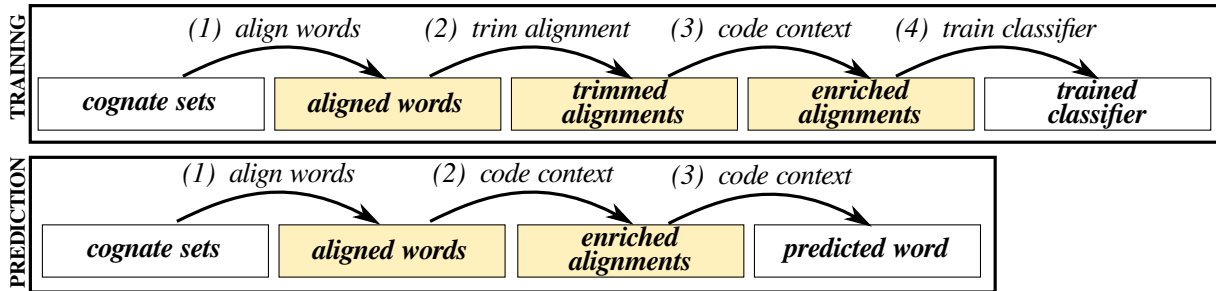 TRAINING
(1) align words (2) trim alignment (3) code context (4) train classifier
cognate sets aligned words trimmed alignments enriched alignments trained classifier
PREDICTION
(1) align words (2) code context (3) code context
cognate sets aligned words enriched alignments predicted word